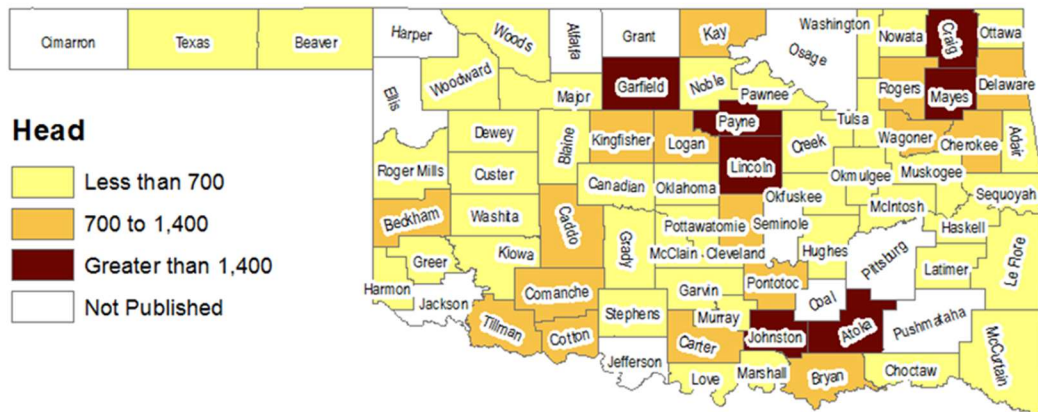 Cimarron
Texas
Beaver
Harper
Woods
Alfalfa
Grant
Kay
Washington
Osage
Nowata
Craig
Ottawa
Ellis
Woodward
Major
Garfield
Noble
Pawnee
Rogers
Mayes
Delaware
Head
Less than 700
700 to 1,400
Greater than 1,400
Not Published
Roger Mills
Dewey
Custer
Blaine
Kingfisher
Logan
Payne
Lincoln
Creek
Tulsa
Wagoner
Cherokee
Adair
Beckham
Washita
Canadian
Oklahoma
Okfuskee
Okmulgee
Muskogee
McIntosh
Sequoyah
Caddo
Grady
Pottawatomie
Seminole
McClain
Cleveland
Hughes
Pittsburg
Haskell
Le Flore
Latimer
Harmon
Greer
Kiowa
Jackson
Comanche
Tillman
Cotton
Stephens
Jefferson
Garvin
Murray
Carter
Love
Pontotoc
Johnston
Marshall
Coal
Atoka
Bryan
Pushmataha
Choctaw
McCurtain